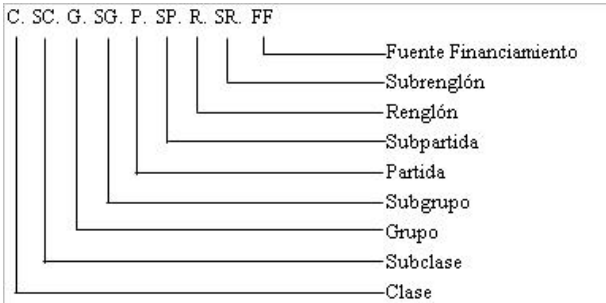 C. SC. G. SG. P. SP. R. SR. FF
Fuente Financiamiento
Subrenglón
Renglón
Subpartida
Partida
Subgrupo
Grupo
Subclase
Clase